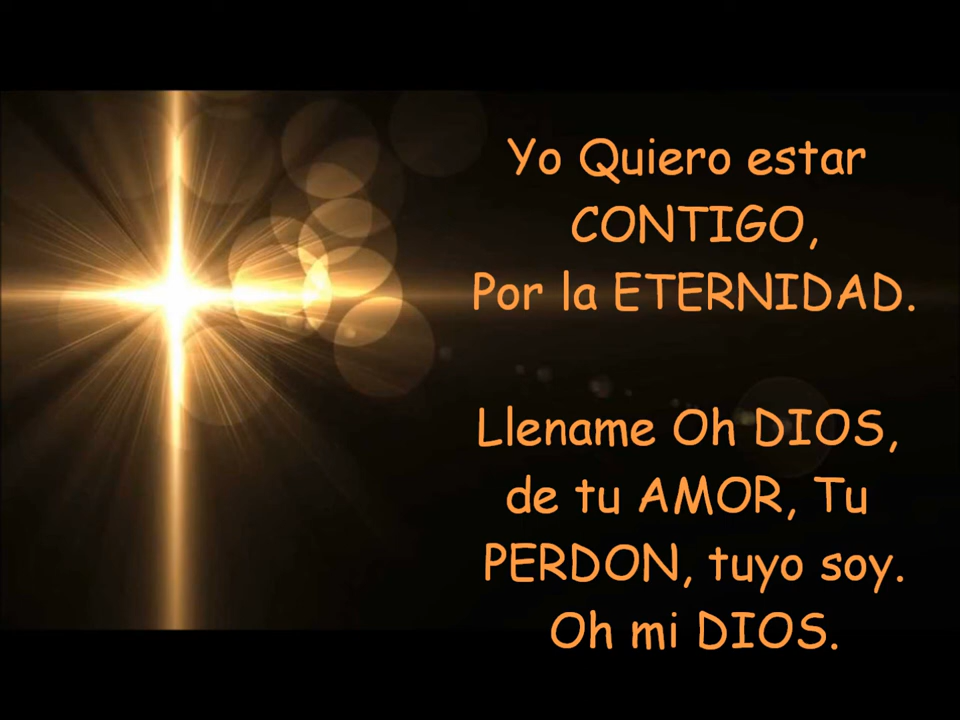 Yo Quiero estar
CONTIGO,
Por la ETERNIDAD.
Llename Oh DIOS,
de tu AMOR, Tu
PERDON, tuyo soy.
Oh mi DIOS.